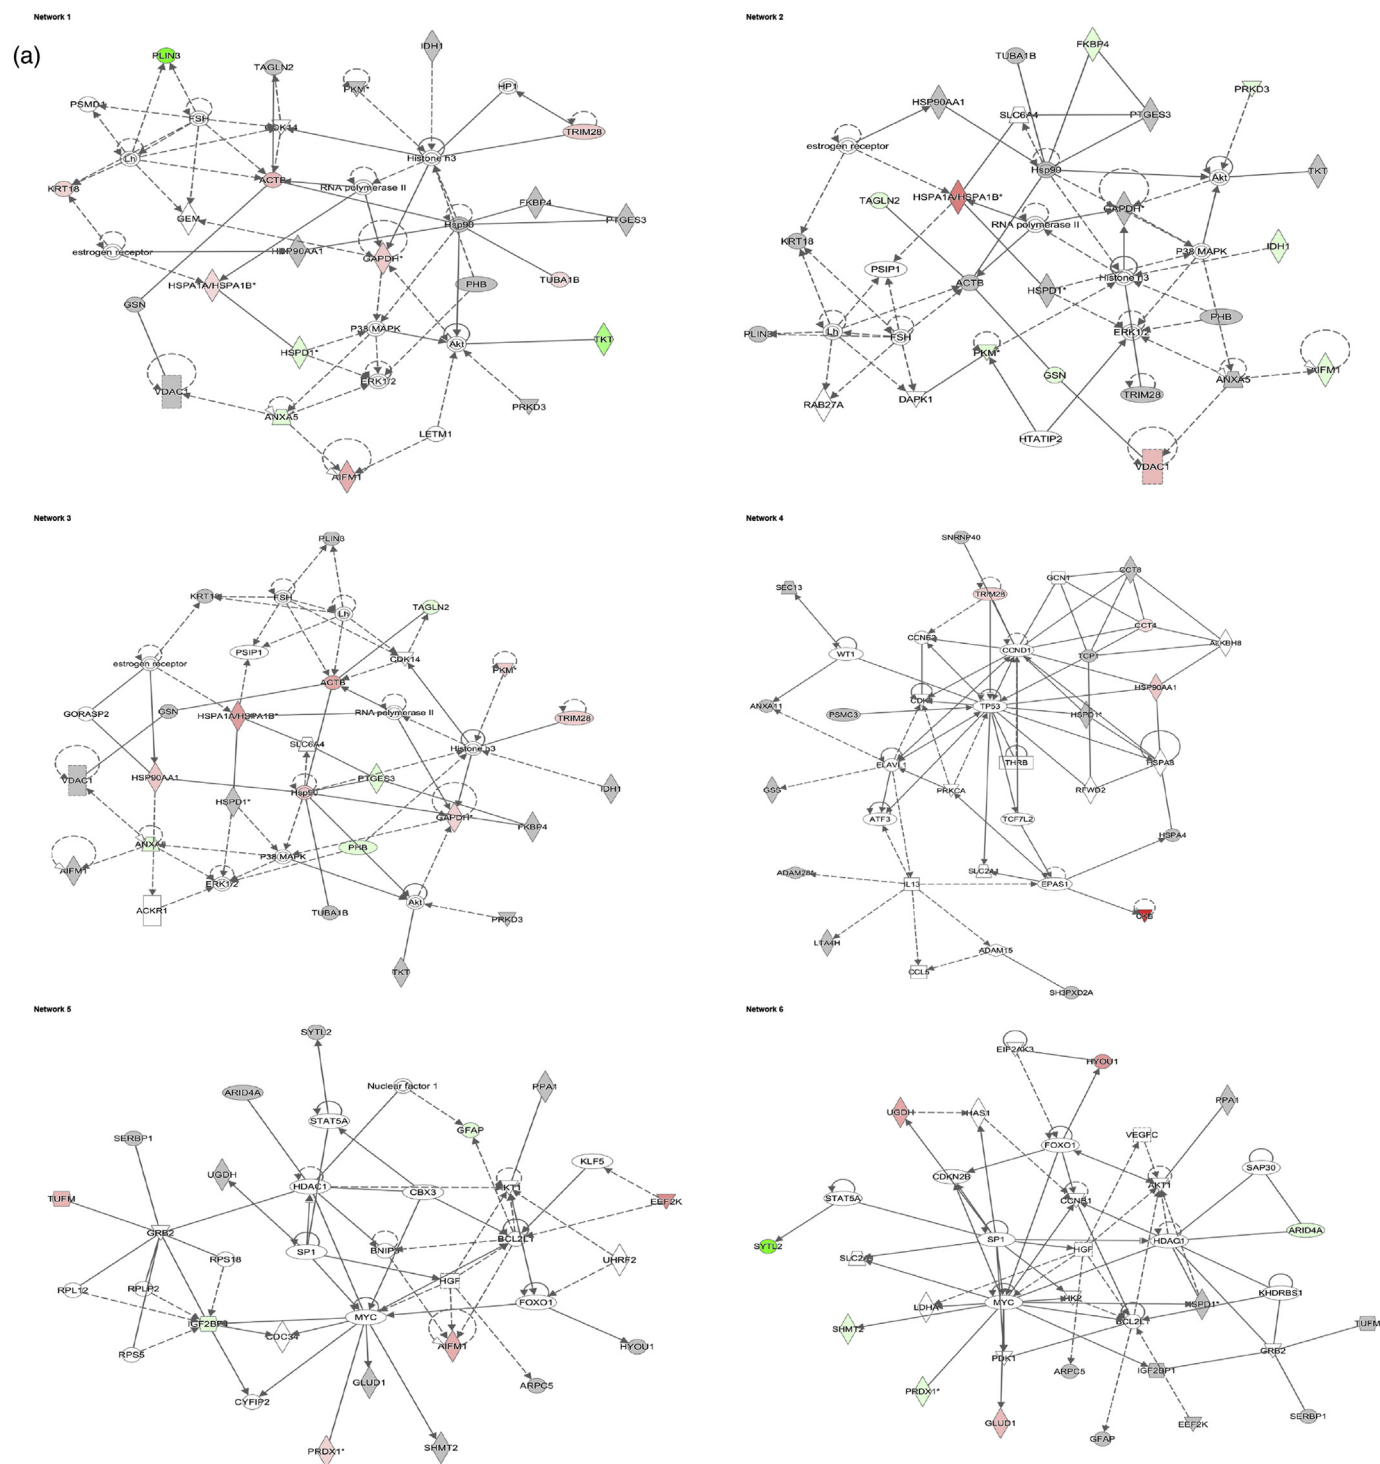 Network 1
Network 2
(a)
PLIN3
TAGLN2
IDH1
PKM*
HP1
PSMD1
FSH
CDK14
TRIM28
Lh
Histone h3
KRT18
ACTB
RNA polymerase II
GEM
Hsp90
FKBP4
PTGES3
estrogen receptor
HSP90AA1
GAPDH*
HSPA1A/HSPA1B*
PHB
TUBA1B
GSN
P38 MAPK
Akt
TKT
HSPD1*
ERK1/2
VDAC1
ANXA5
PRKD3
LETM1
AIFM1
TUBA1B
FKBP4
HSP90AA1
SLC6A4
PTGES3
PRKD3
estrogen receptor
Hsp90
Akt
TKT
TAGLN2
HSPA1A/HSPA1B*
GAPDH*
RNA polymerase II
KRT18
PSIP1
P38 MAPK
IDH1
ACTB
HSPD1*
Histone h3
PLIN3
Lh
FSH
ERK1/2
PHB
PKM*
GSN
ANXA5
AIFM1
RAB27A
DAPK1
TRIM28
HTATIP2
VDAC1
Network 3
Network 4
PLIN3
KRT18
FSH
Lh
TAGLN2
estrogen receptor
PSIP1
CDK14
PKM*
ACTB
GORASP2
GSN
HSPA1A/HSPA1B*
RNA polymerase II
TRIM28
SLC6A4
Histone h3
VDAC1
HSP90AA1
HSPD1*
Hsp90
PTGES3
IDH1
GAPDH*
FKBP4
ANXA5
P38 MAPK
PHB
AIFM1
ERK1/2
ACKR1
TUBA1B
Akt
PRKD3
TKT
SNRNP40
SEC13
GCN1
CCT8
TRIM28
CCNE2
CCND1
CCT4
ALKBH8
WT1
TCP1
HSP90AA1
ANXA11
PSMC3
TP53
HSPD1*
ELAVL1
THRB
HSPA8
GSS
PRKCA
RFWD2
ATF3
TCF7L2
HSPA4
ADAM28*
IL13
SLC2A1
EPAS1
LTA4H
ADAM15
CCL5
SH3PXD2A
Network 5
Network 6
SYTL2
ARID4A
Nuclear factor 1
PPA1
SERBP1
STAT5A
GFAP
UGDH
KLF5
TUFM
HDAC1
CBX3
EEF2K
GRB2
SP1
BCL2L1
RPS18
HGF
UHRF2
RPL12
RPLP2
FOXO1
MYC
RPS5
CDC34
AIFM1
HYOU1
GLUD1
ARPC5
CYFIP2
PRDX1*
SHMT2
EIF2AK3
HYOU1
UGDH
HAS1
PPA1
FOXO1
VEGFC
CDKN2B
SAP30
AKT1
STAT5A
CCNB1
ARID4A
SYTL2
SP1
HGF
HDAC1
LDHA
MYC
HK2
HSPD1*
KHDRBS1
SHMT2
BCL2L1
TUFM
PDK1
ARPC5
IGF2BP1
GRB2
PRDX1*
GLUD1
GFAP
EEF2K
SERBP1